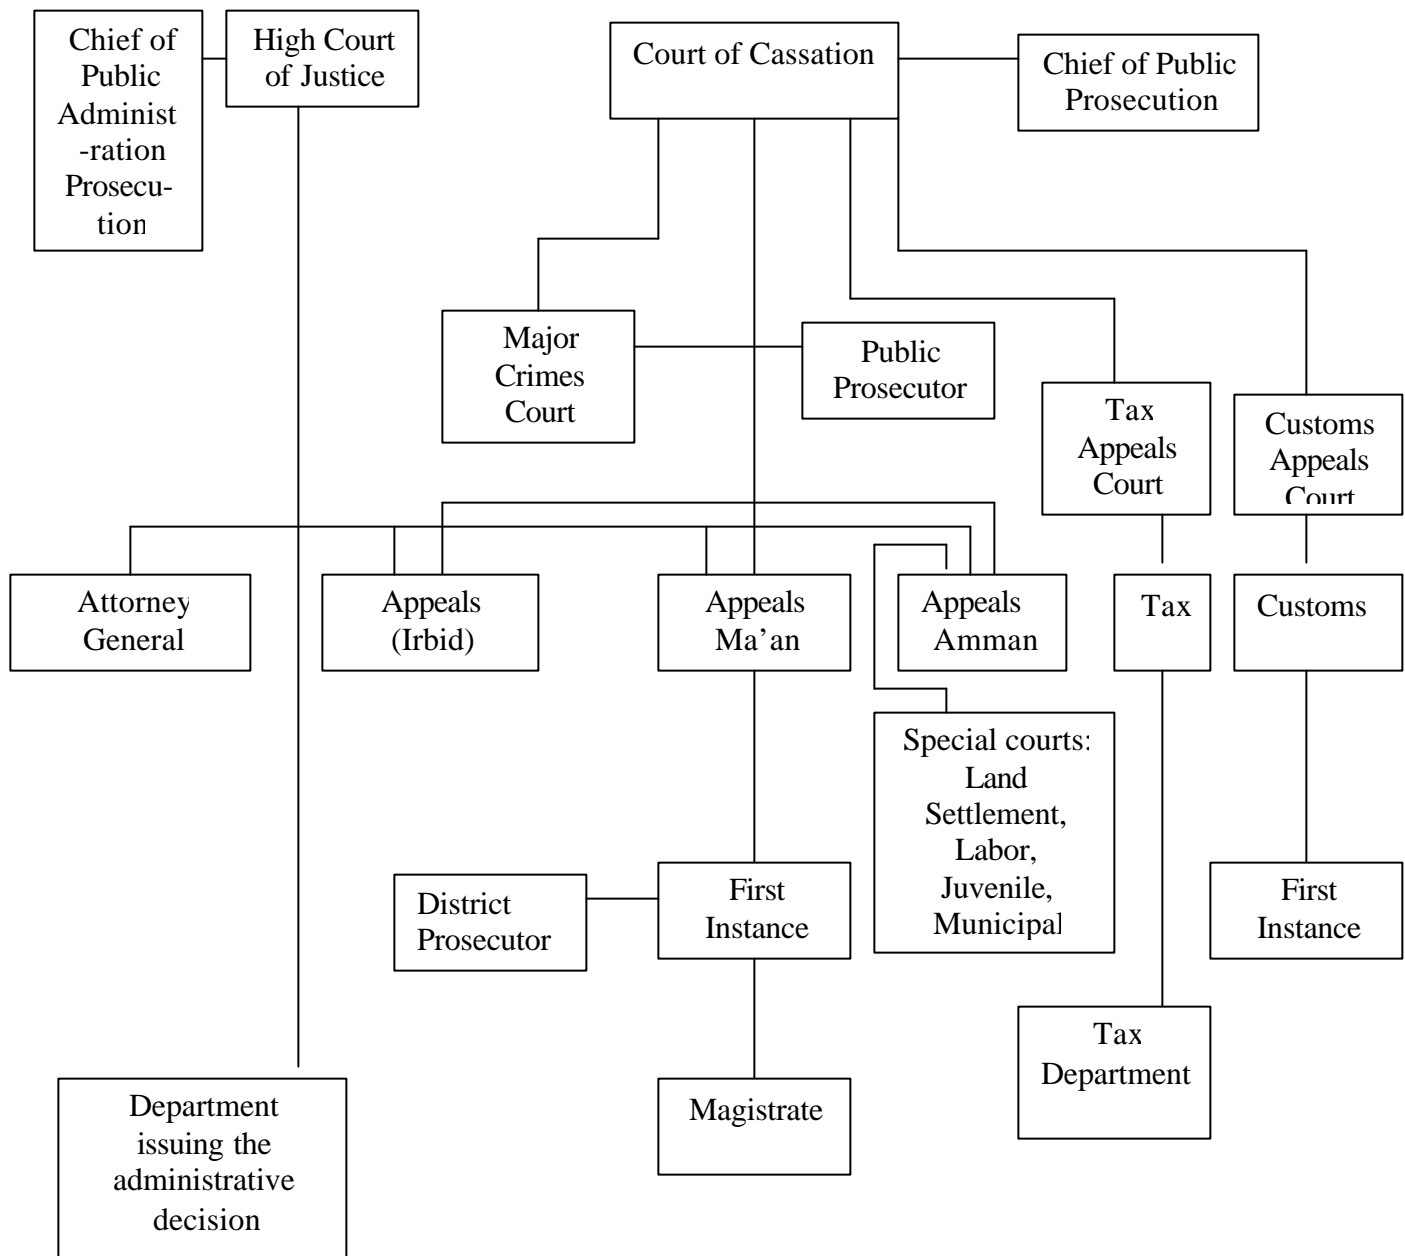 Chief of
Public
Administ
-ration
Prosecu-
tion
High Court
of Justice
Court of Cassation
Chief of Public
Prosecution
Major
Crimes
Court
Public
Prosecutor
Tax
Appeals
Court
Customs
Appeals
Court
Attorney
General
Appeals
(Irbid)
Appeals
Ma’an
Appeals
Amman
Tax
Customs
Special courts:
Land
Settlement,
Labor,
Juvenile,
Municipal
District
Prosecutor
First
Instance
First
Instance
Tax
Department
Magistrate
Department
issuing the
administrative
decision